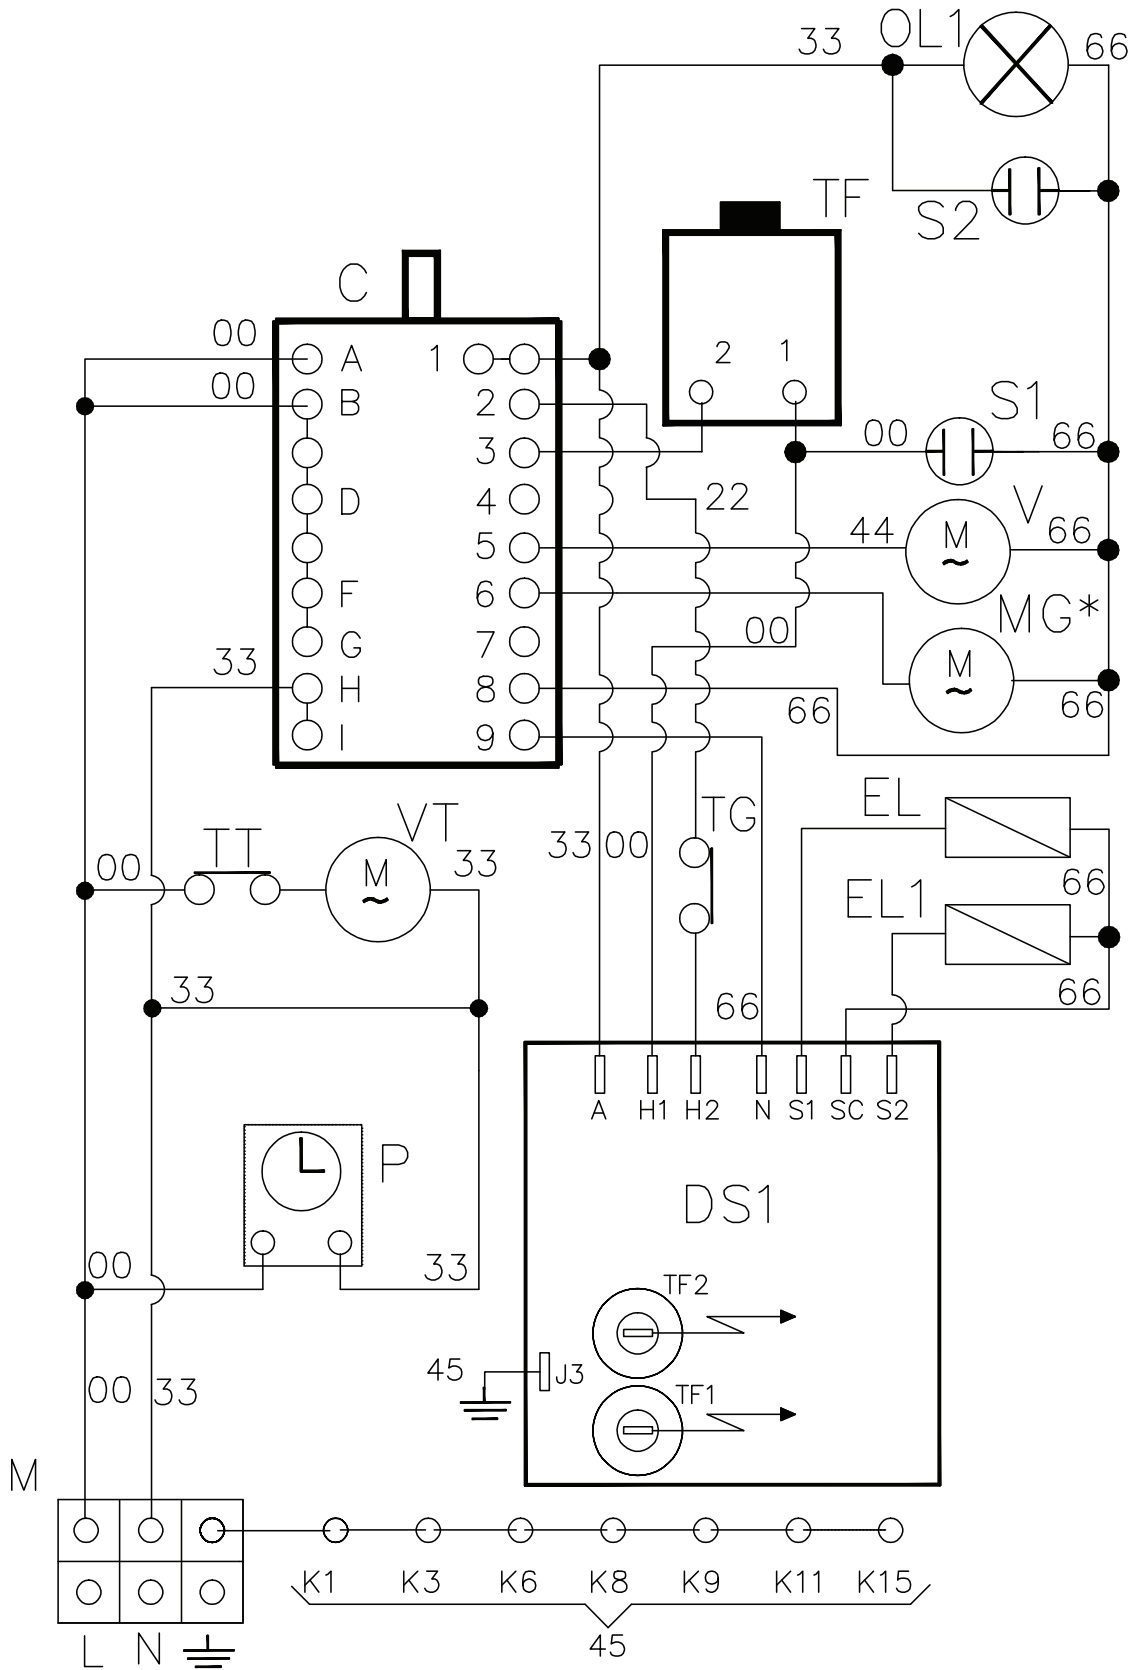 33 OL1 66
TF
S2
C
00 A 1 2 1
00 B 2
S1
3 00 66
D 4 22
V
5 44 M 66
F 6
MG*
G 7 00
33 H 8 M
66 66
I 9
EL
TG
VT
TT 33 00
00 M 33 66
EL1
33 66 66
A H1 H2 N S1 SC S2
P
DS1
00 33
TF2
45 J3
00 33 TF1
M
K1 K3 K6 K8 K9 K11 K15
L N 45